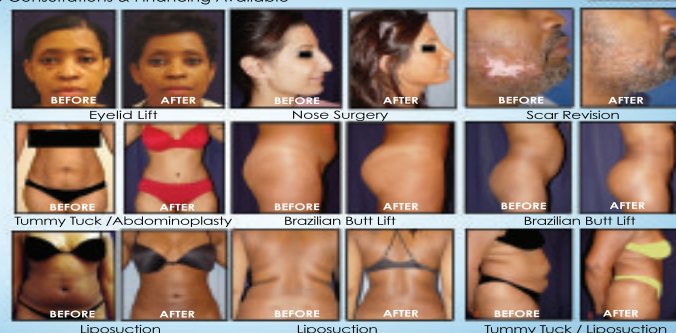 Consultations & Financing Available
BEFORE AFTER BEFORE AFTER BEFORE AFTER
Eyelid Lift Nose Surgery Scar Revision
BEFORE AFTER BEFORE AFTER BEFORE AFTER
Tummy Tuck /Abdominoplasty Brazilian Butt Lift Brazilian Butt Lift
BEFORE AFTER BEFORE AFTER BEFORE AFTER
Liposuction Liposuction Tummy Tuck / Liposuction